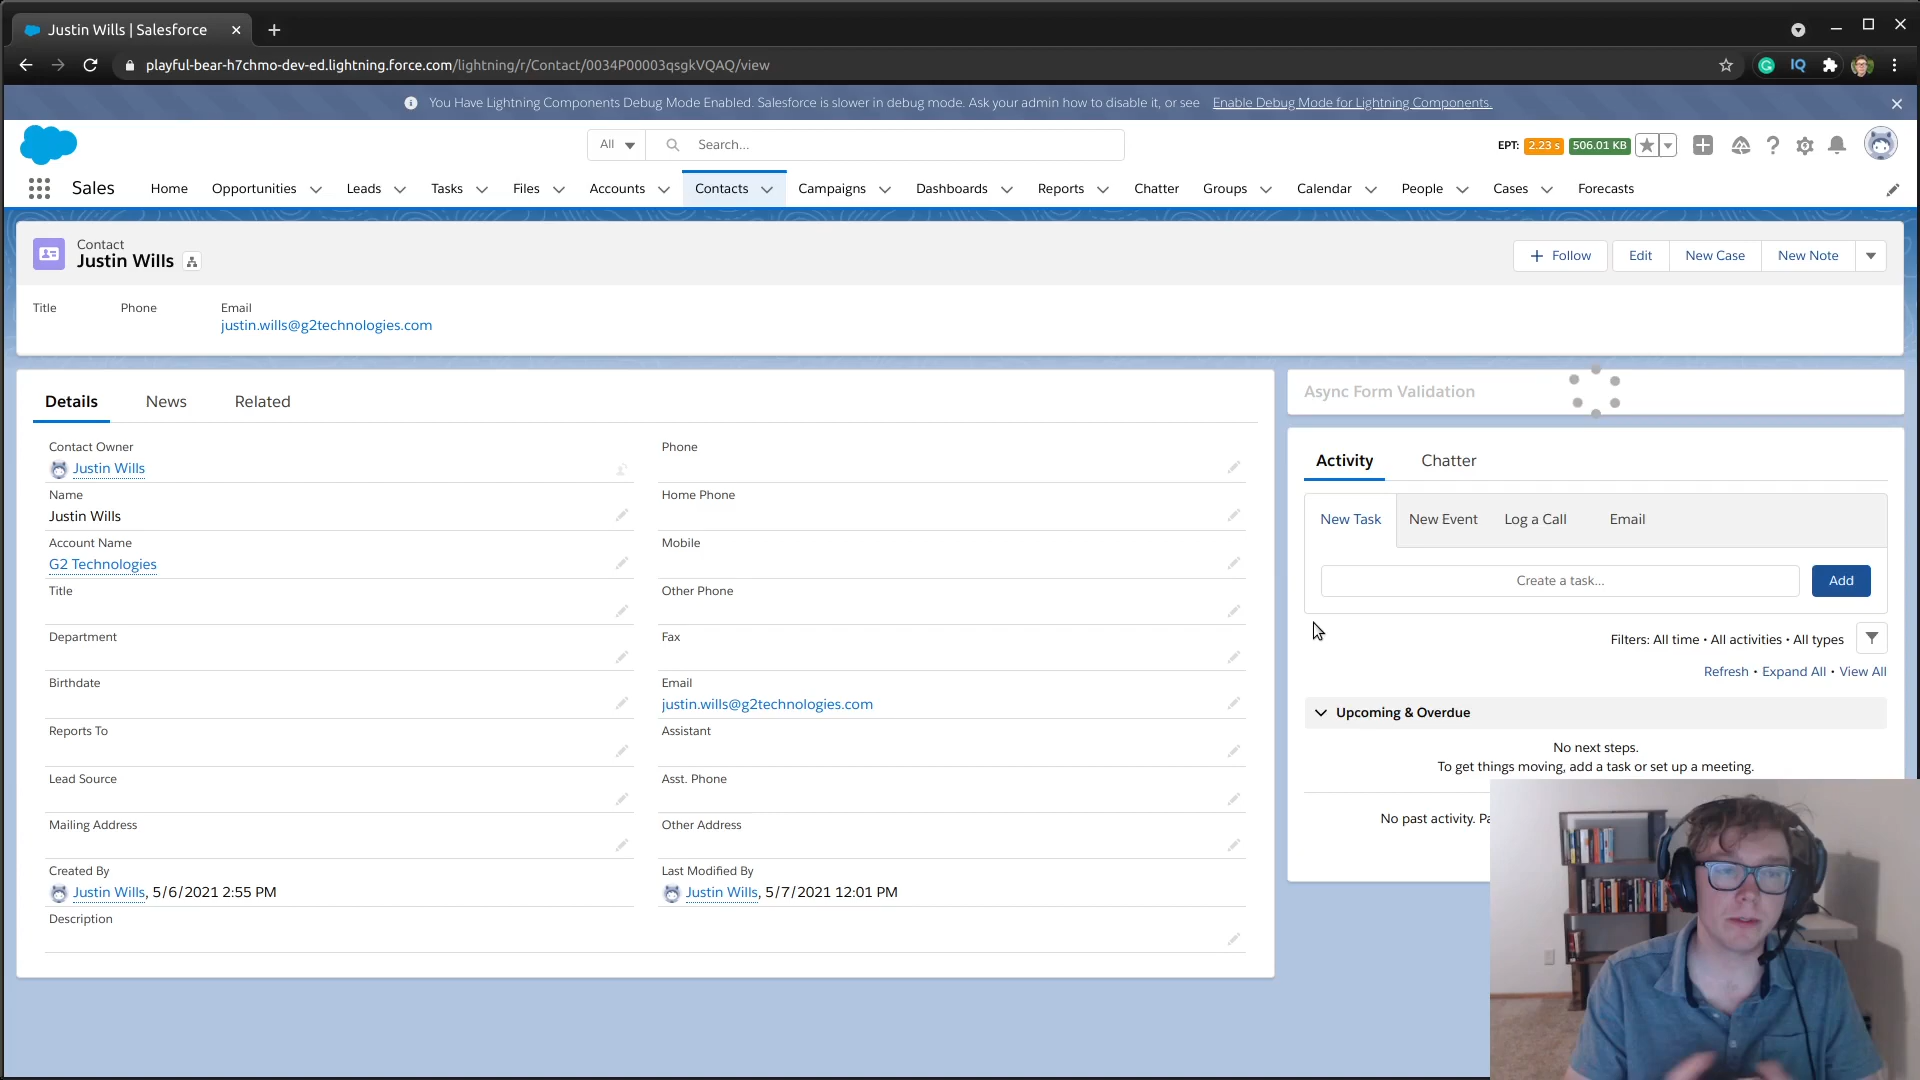 Justin Wills | Salesforce
playful-bear-h7chmo-dev-ed.lightning.force.com/lightning/r/Contact/0034P00003qsgkVQAQ/view
IQ
You Have Lightning Components Debug Mode Enabled. Salesforce is slower in debug mode. Ask your admin how to disable it, or see Enable Debug Mode for Lightning Components.
All Search... EPT: 2.23 s 506.01 KB
Sales Home Opportunities Leads Tasks Files Accounts Contacts Campaigns Dashboards Reports Chatter Groups Calendar People Cases Forecasts
Contact
Justin Wills
Follow Edit New Case New Note
Title Phone Email
justin.wills@g2technologies.com
Details News Related
Contact Owner
Justin Wills
Name
Justin Wills
Account Name
G2 Technologies
Title
Department
Birthdate
Reports To
Lead Source
Mailing Address
Created By
Justin Wills, 5/6/2021 2:55 PM
Description
Phone
Home Phone
Mobile
Other Phone
Fax
Email
justin.wills@g2technologies.com
Assistant
Asst. Phone
Other Address
Last Modified By
Justin Wills, 5/7/2021 12:01 PM
Async Form Validation
Activity Chatter
New Task New Event Log a Call Email
Create a task... Add
Filters: All time • All activities • All types
Refresh • Expand All • View All
Upcoming & Overdue
No next steps.
To get things moving, add a task or set up a meeting.
No past activity. Pa